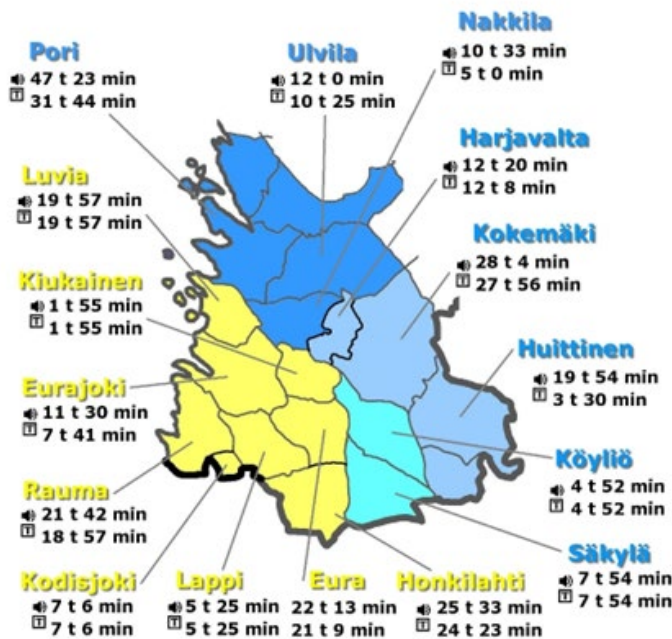 Pori
47 t 23 min
T 31 t 44 min
Ulvila
12 t 0 min
T 10 t 25 min
Nakkila
10 t 33 min
T 5 t 0 min
Harjavalta
12 t 20 min
T 12 t 8 min
Luvia
19 t 57 min
T 19 t 57 min
Kokemäki
28 t 4 min
T 27 t 56 min
Kiukainen
1 t 55 min
T 1 t 55 min
Huittinen
19 t 54 min
T 3 t 30 min
Eurajoki
11 t 30 min
T 7 t 41 min
Köyliö
4 t 52 min
T 4 t 52 min
Rauma
21 t 42 min
T 18 t 57 min
Säkylä
7 t 54 min
T 7 t 54 min
Kodisjoki
7 t 6 min
T 7 t 6 min
Lappi
5 t 25 min
T 5 t 25 min
Eura
22 t 13 min
21 t 9 min
Honkilahti
25 t 33 min
T 24 t 23 min